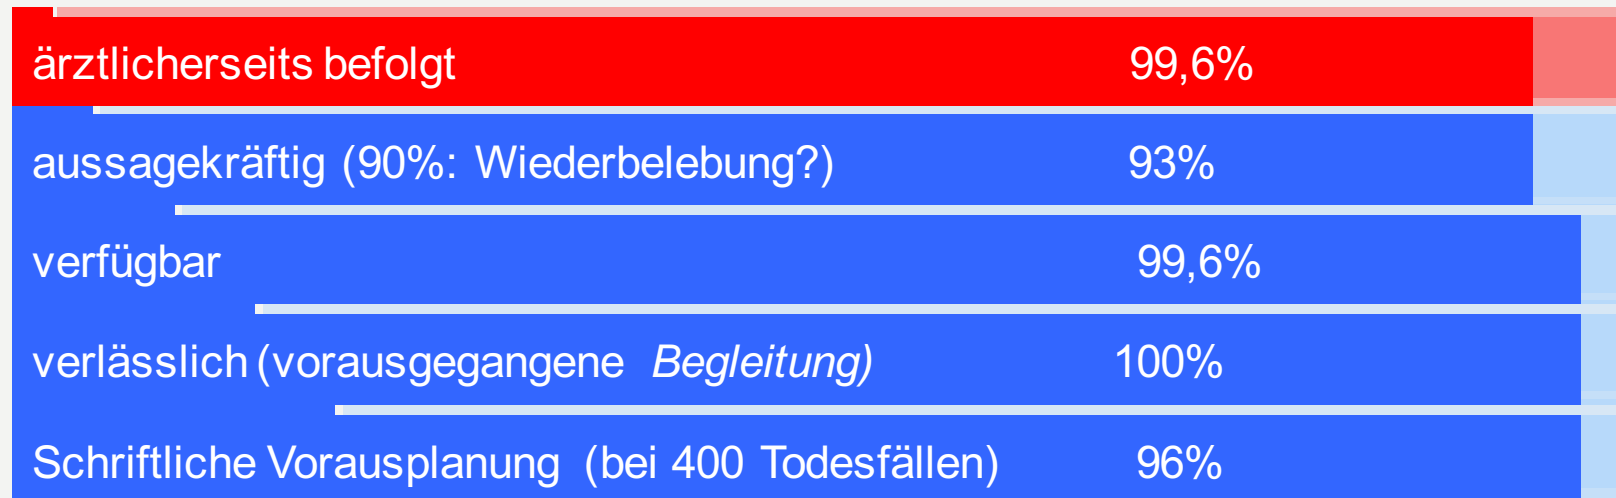 ärztlicherseits befolgt 99,6%
aussagekräftig (90%: Wiederbelebung?) 93%
verfügbar 99,6%
verlässlich (vorausgegangene Begleitung) 100%
Schriftliche Vorausplanung (bei 400 Todesfällen) 96%